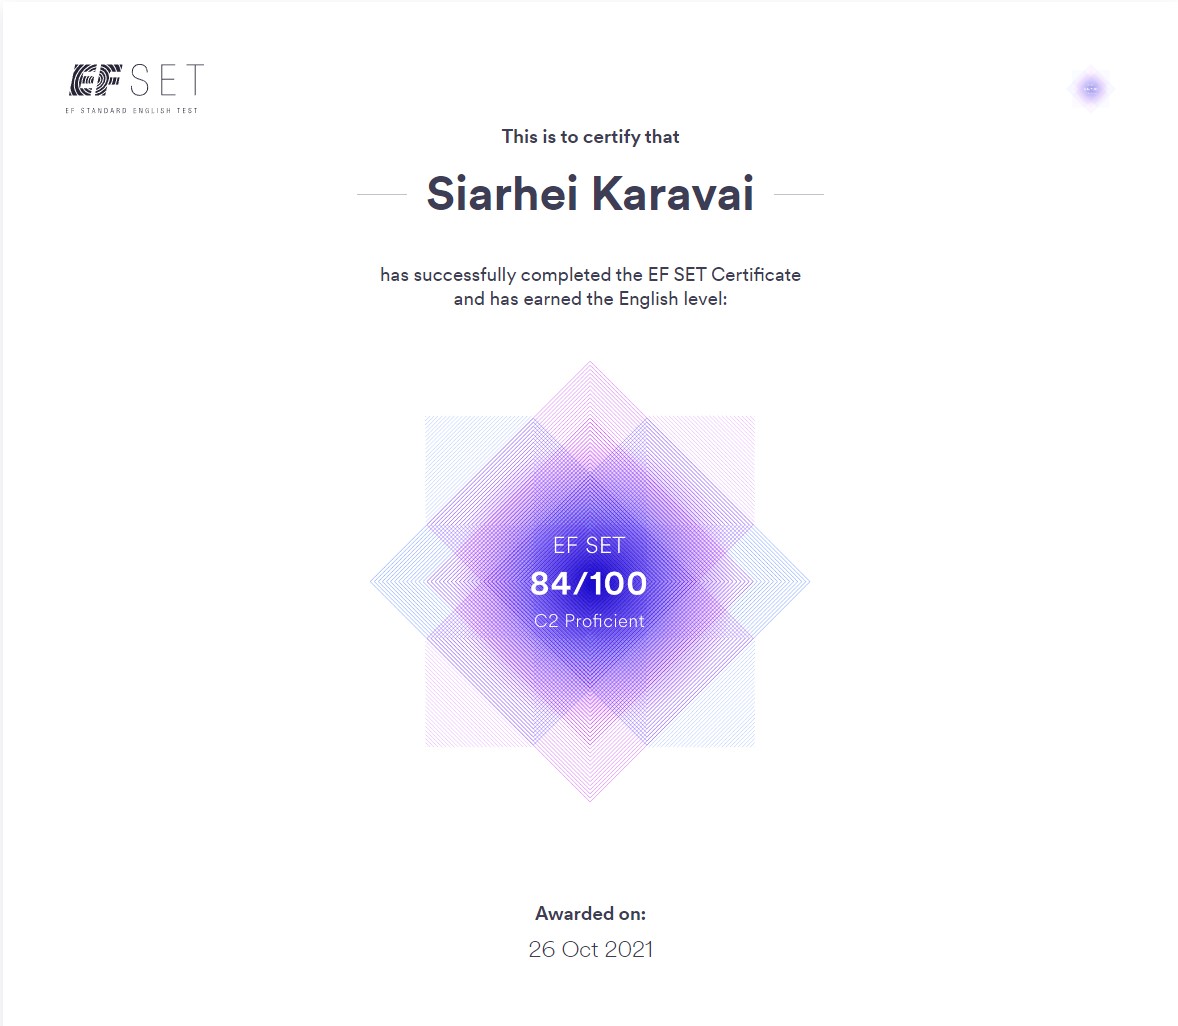 EF SET
EF STANDARD ENGLISH TEST
This is to certify that
Siarhei Karavai
has successfully completed the EF SET Certificate
and has earned the English level:
EF SET
84/100
C2 Proficient
Awarded on:
26 Oct 2021